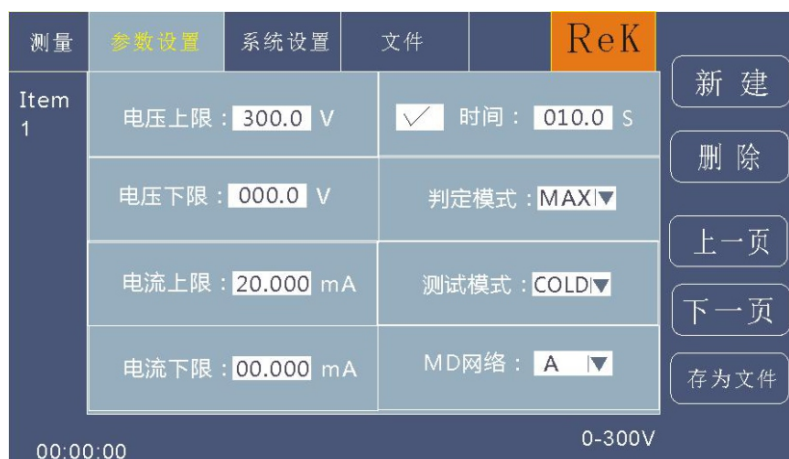 测量 参数设置 系统设置 文件 ReK
Item
1
电压上限：300.0 V
时间： 010.0 S
电压下限：000.0 V
判定模式：MAX
电流上限：20.000 mA
测试模式：COLD
电流下限：00.000 mA
MD网络： A
新 建
删 除
上一页
下一页
存为文件
00:00:00
0-300V